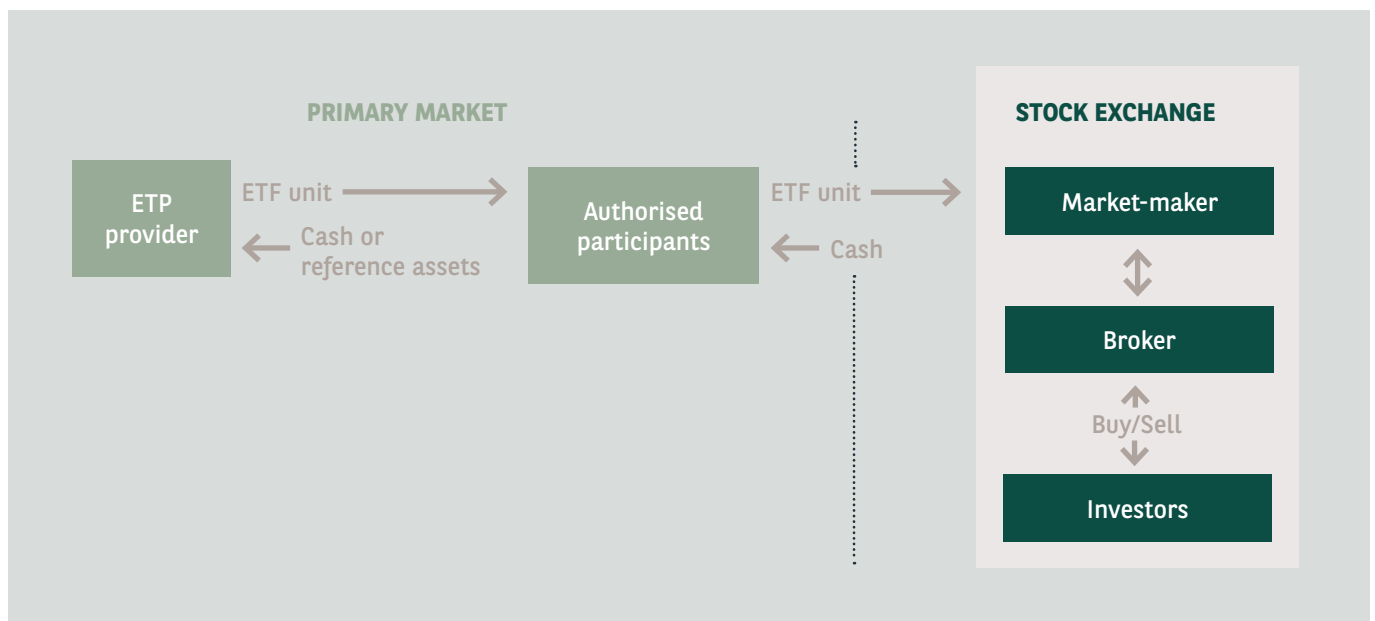 PRIMARY MARKET
STOCK EXCHANGE
ETP
provider
ETF unit
Cash or
reference assets
Authorised
participants
ETF unit
Cash
Market-maker
Broker
Buy/Sell
Investors